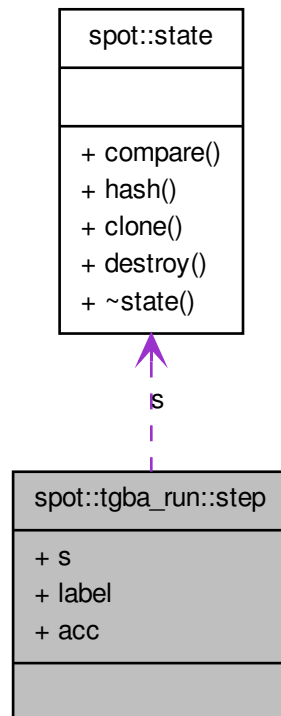 spot::state
+ compare()
+ hash()
+ clone()
+ destroy()
+ ~state()
s
spot::tgba_run::step
+ s
+ label
+ acc